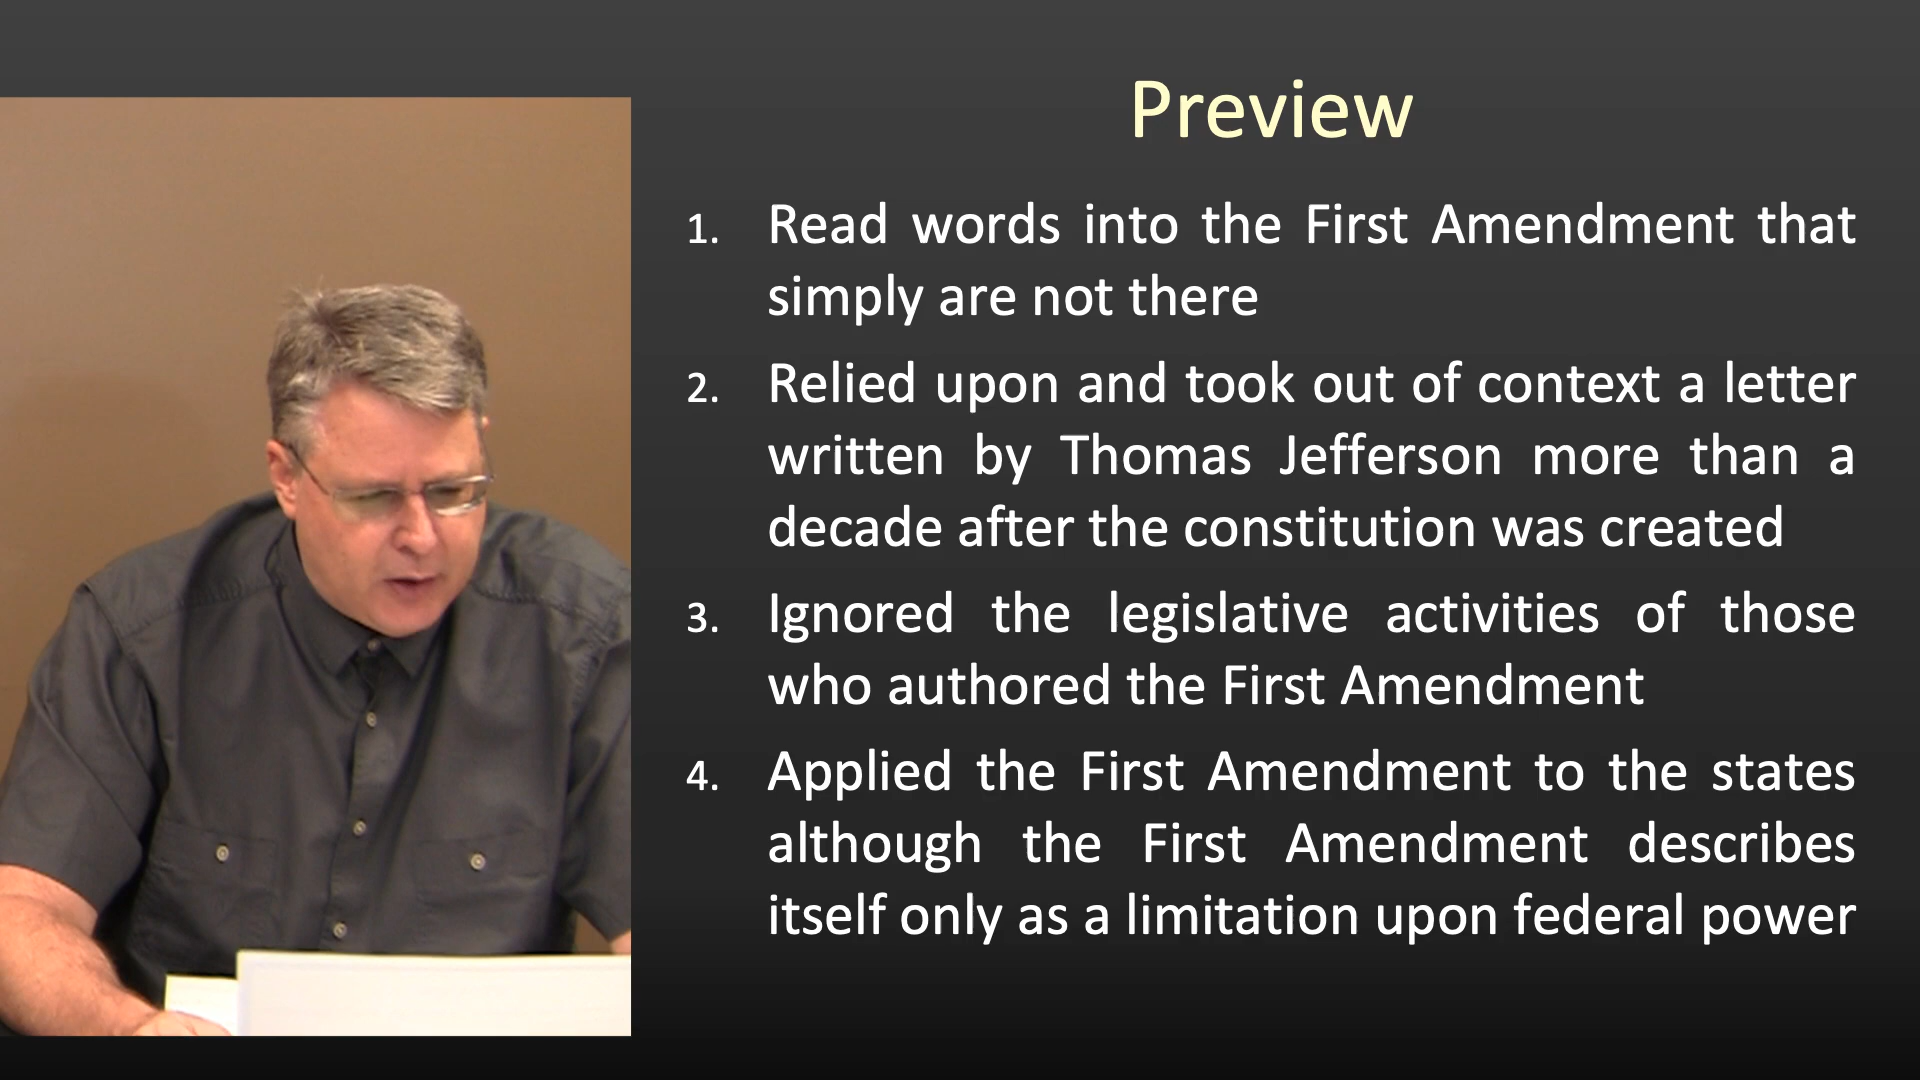 Preview
1. Read words into the First Amendment that
simply are not there
2. Relied upon and took out of context a letter
written by Thomas Jefferson more than a
decade after the constitution was created
3. Ignored the legislative activities of those
who authored the First Amendment
4. Applied the First Amendment to the states
although the First Amendment describes
itself only as a limitation upon federal power